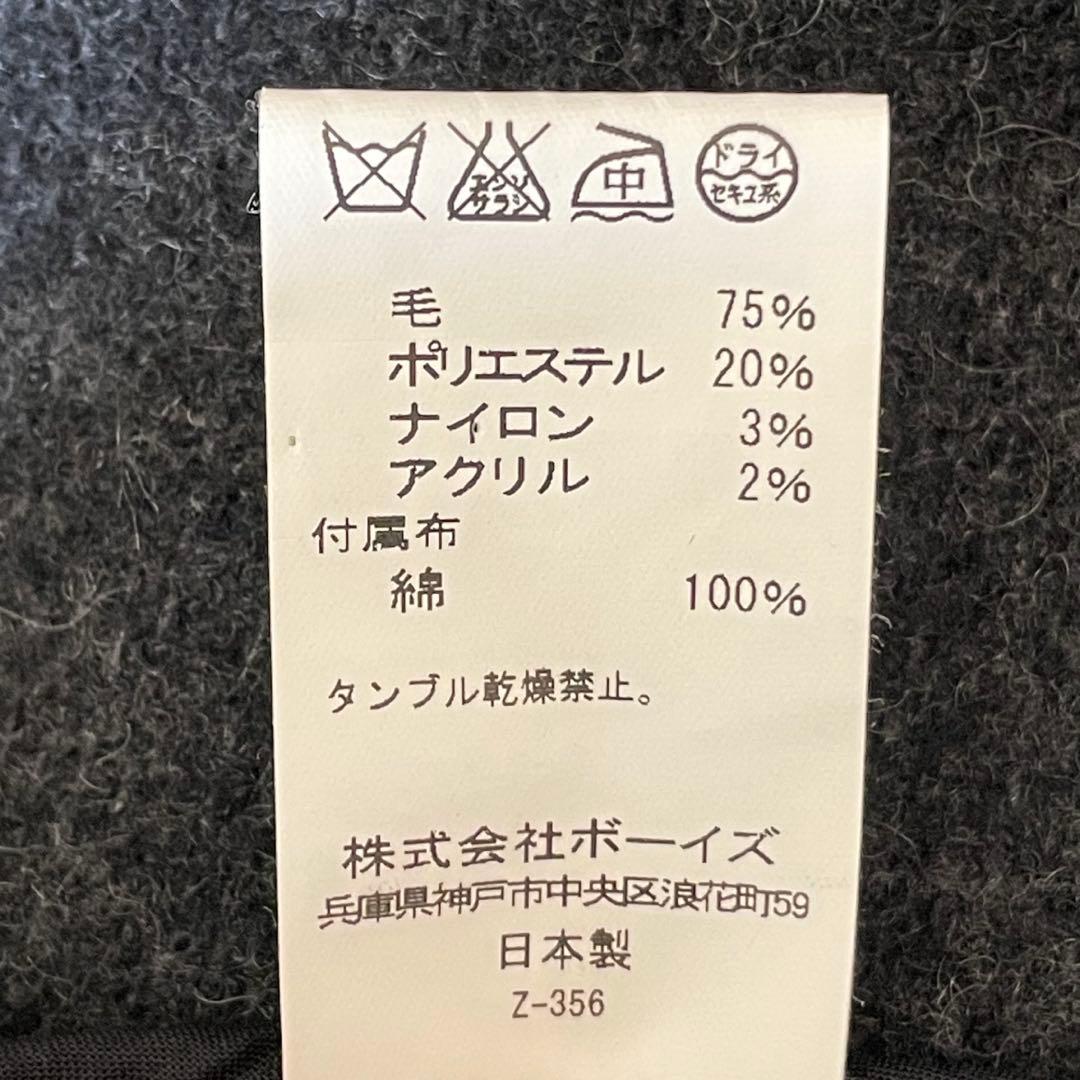 エンソ
サラシ
中
ドライ
セキユ系
毛 75%
ポリエステル 20%
ナイロン 3%
アクリル 2%
付属布
綿 100%
タンブル乾燥禁止。
株式会社ボーイズ
兵庫県神戸市中央区浪花町59
日本製
Z-356